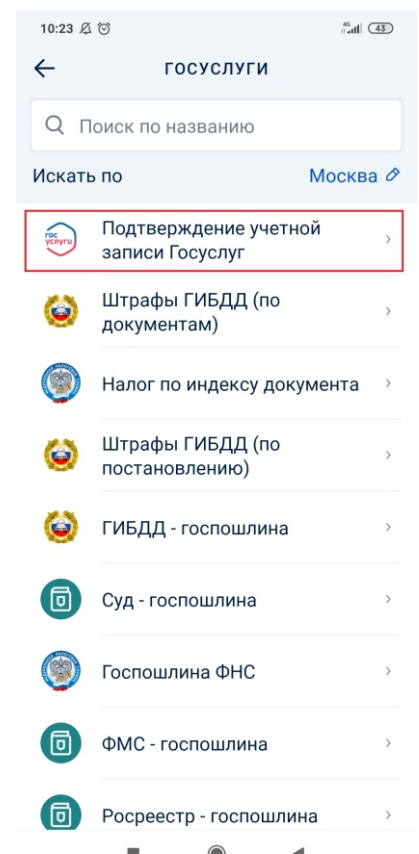 10:23
4G
43
ГОСУСЛУГИ
Поиск по названию
Искать по
Москва
гос
услуги
Подтверждение учетной
записи Госуслуг
Штрафы ГИБДД (по
документам)
Налог по индексу документа
Штрафы ГИБДД (по
постановлению)
ГИБДД - госпошлина
Суд - госпошлина
Госпошлина ФНС
ФМС - госпошлина
Росреестр - госпошлина